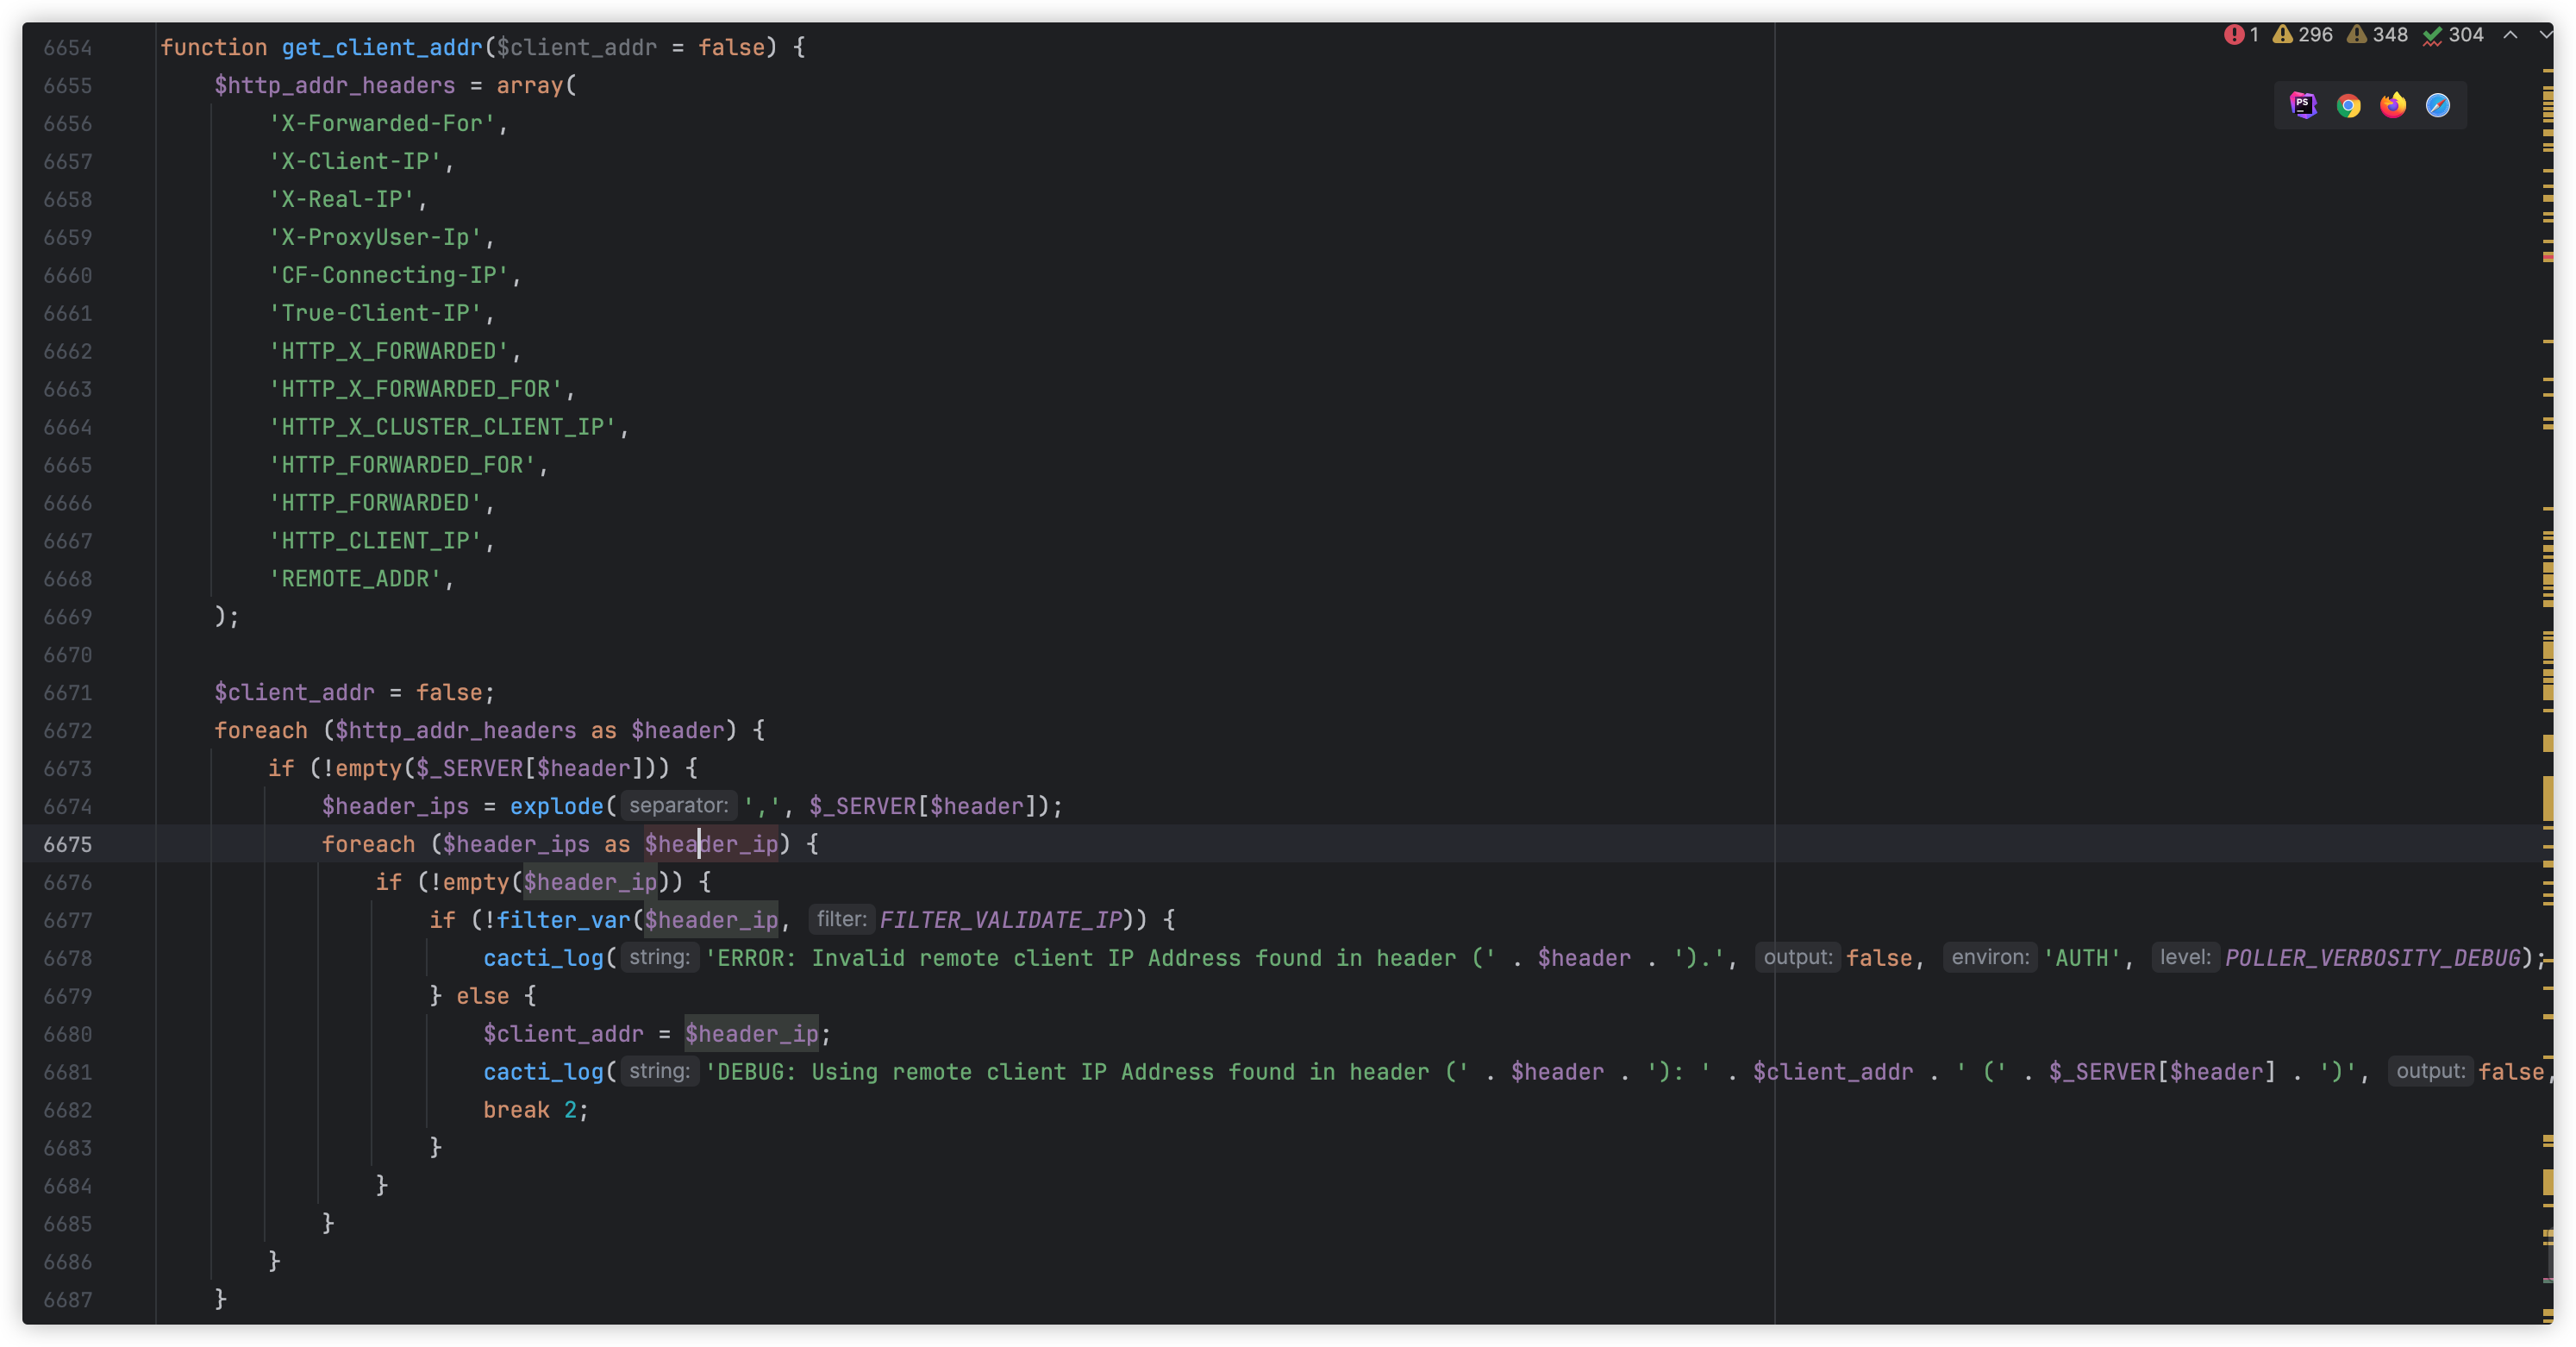 1 296 348 304
PS
6654 function get_client_addr($client_addr = false) {
6655 $http_addr_headers = array(
6656 'X-Forwarded-For',
6657 'X-Client-IP',
6658 'X-Real-IP',
6659 'X-ProxyUser-Ip',
6660 'CF-Connecting-IP',
6661 'True-Client-IP',
6662 'HTTP_X_FORWARDED',
6663 'HTTP_X_FORWARDED_FOR',
6664 'HTTP_X_CLUSTER_CLIENT_IP',
6665 'HTTP_FORWARDED_FOR',
6666 'HTTP_FORWARDED',
6667 'HTTP_CLIENT_IP',
6668 'REMOTE_ADDR',
6669 );
6670
6671 $client_addr = false;
6672 foreach ($http_addr_headers as $header) {
6673 if (!empty($_SERVER[$header])) {
6674 $header_ips = explode( separator: ',', $_SERVER[$header]);
6675 foreach ($header_ips as $header_ip) {
6676 if (!empty($header_ip)) {
6677 if (!filter_var($header_ip, filter: FILTER_VALIDATE_IP)) {
6678 cacti_log( string: 'ERROR: Invalid remote client IP Address found in header (' . $header . ').', output: false, environ: 'AUTH', level: POLLER_VERBOSITY_DEBUG);
6679 } else {
6680 $client_addr = $header_ip;
6681 cacti_log( string: 'DEBUG: Using remote client IP Address found in header (' . $header . '): ' . $client_addr . ' (' . $_SERVER[$header] . ')', output: false,
6682 break 2;
6683 }
6684 }
6685 }
6686 }
6687 }